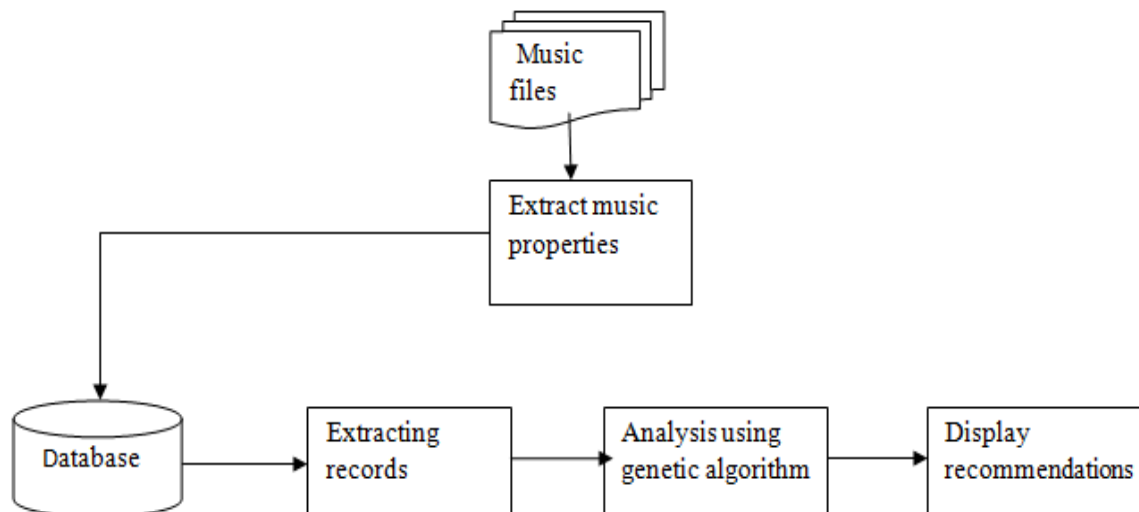 Music
files
Extract music
properties
Database
Extracting
records
Analysis using
genetic algorithm
Display
recommendations